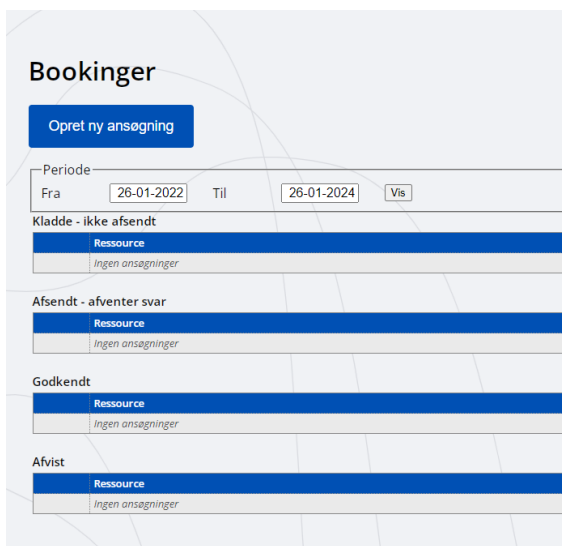 Bookinger
Opret ny ansøgning
Periode
Fra 26-01-2022 Til 26-01-2024 Vis
Kladde - ikke afsendt
Ressource
Ingen ansøgninger
Afsendt - afventer svar
Ressource
Ingen ansøgninger
Godkendt
Ressource
Ingen ansøgninger
Afvist
Ressource
Ingen ansøgninger